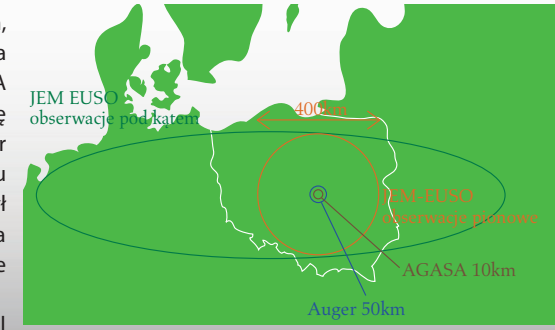 a
A
ę
r
u
ł
a
e
JEM EUSO
obserwacje pod kątem
400km
JEM-EUSO
obserwacje pionowe
AGASA 10km
Auger 50km